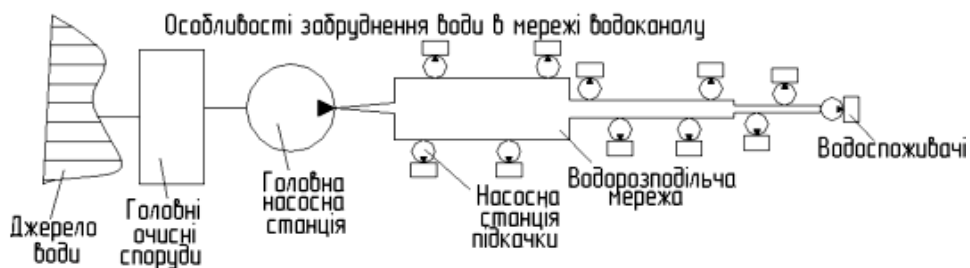 Особливості забруднення води в мережі водоканалу
Джерело
води
Головні
очисні
споруди
Головна
насосна
станція
Насосна
станція
підкачки
Водорозподільча
мережа
Водоспоживачі